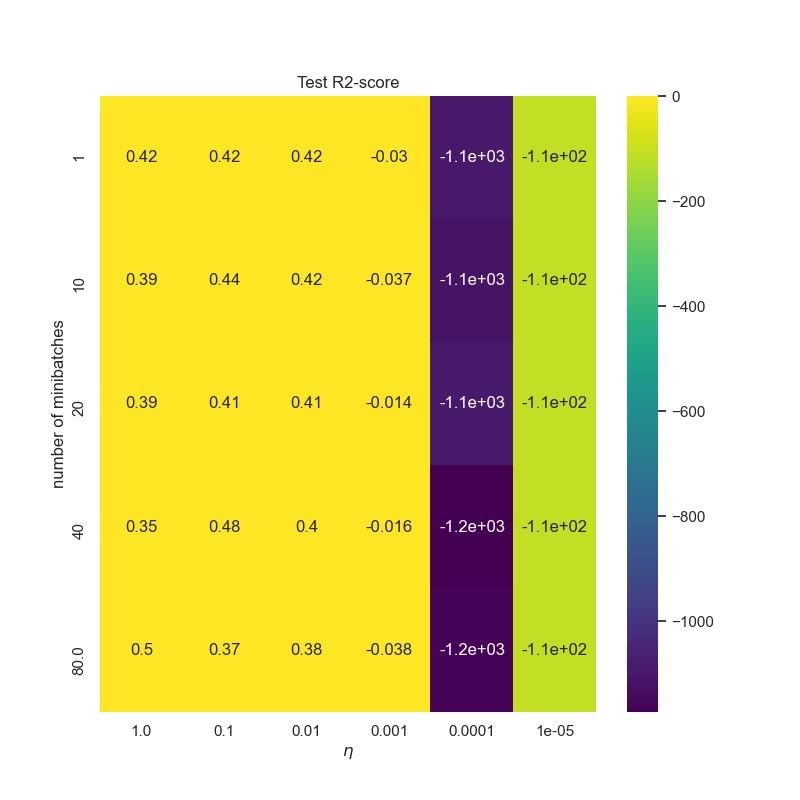 Test R2-score
number of minibatches
1 0.42 0.42 0.42 -0.03 -1.1e+03 -1.1e+02
10 0.39 0.44 0.42 -0.037 -1.1e+03 -1.1e+02
20 0.39 0.41 0.41 -0.014 -1.1e+03 -1.1e+02
40 0.35 0.48 0.4 -0.016 -1.2e+03 -1.1e+02
80.0 0.5 0.37 0.38 -0.038 -1.2e+03 -1.1e+02
1.0 0.1 0.01 0.001 0.0001 1e-05
η
0
−200
−400
−600
−800
−1000